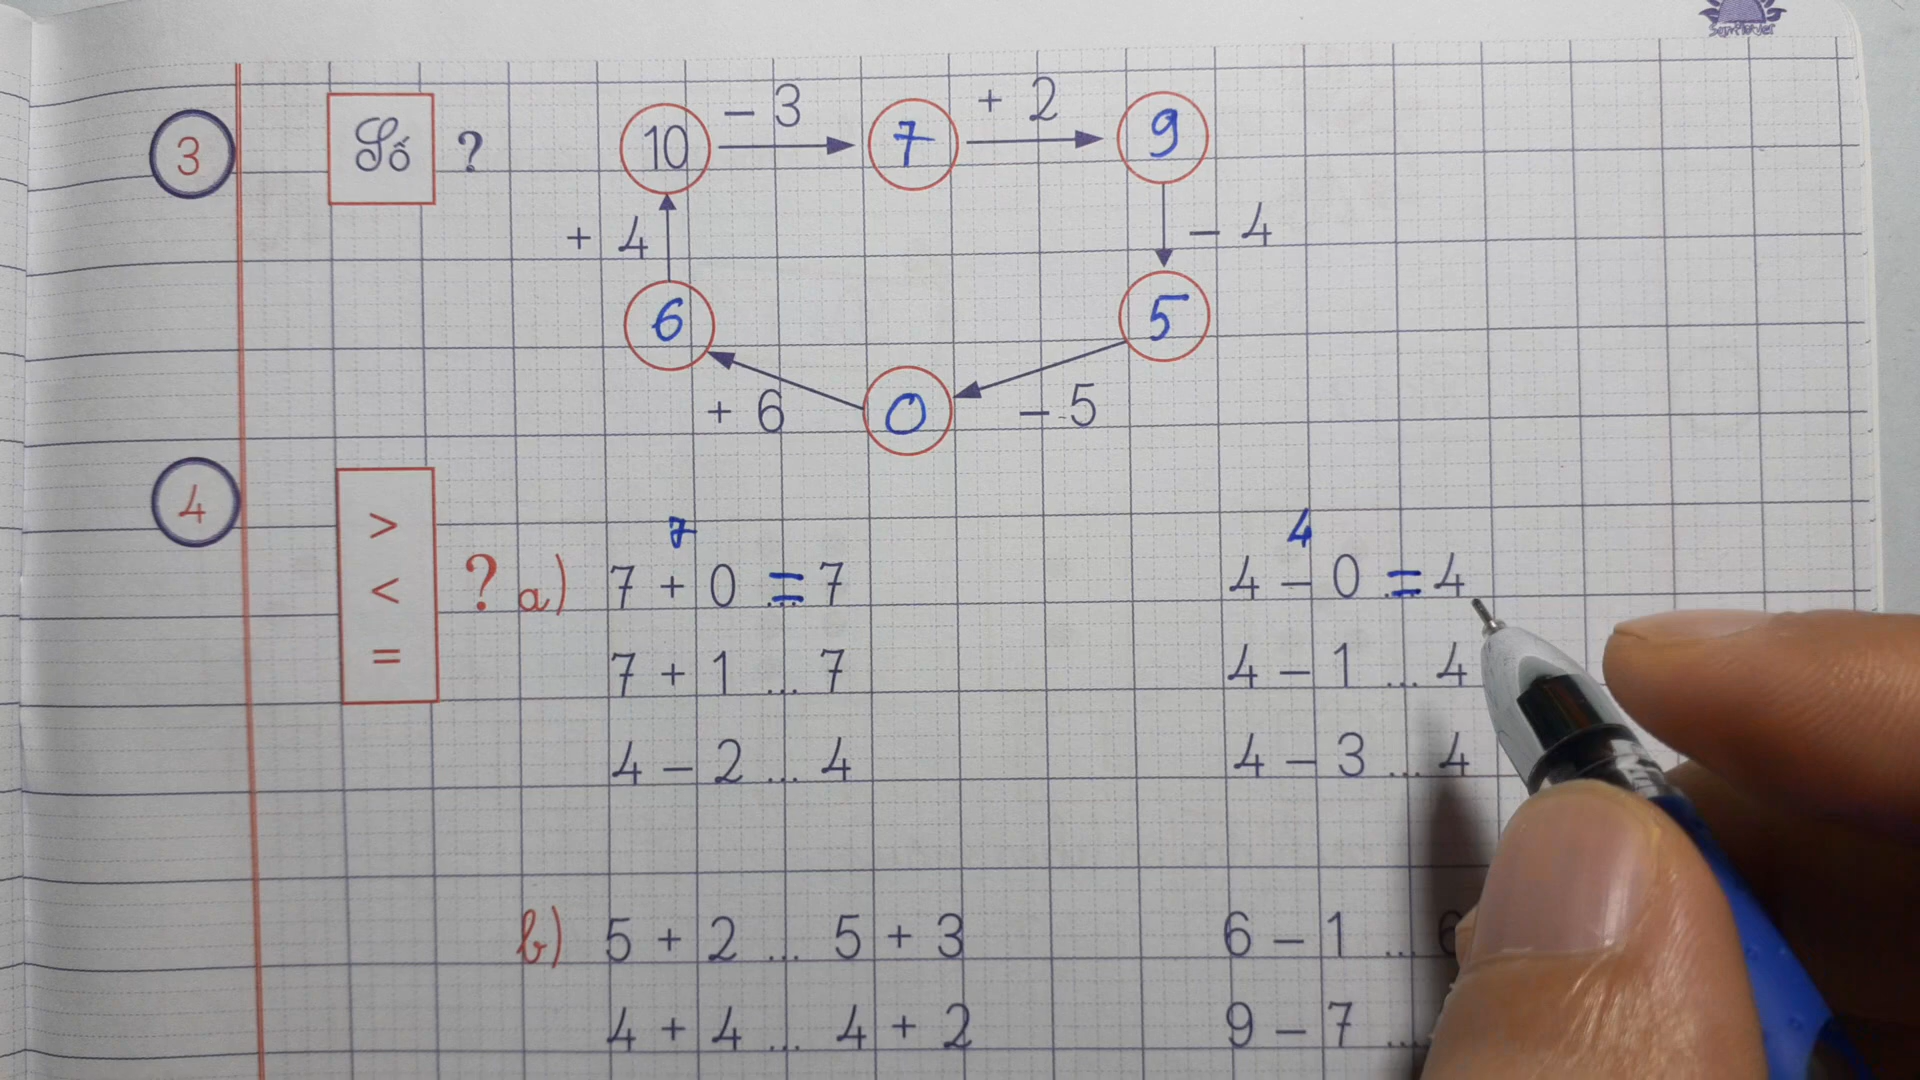 Sunflower
3 Số ? 10 - 3 7 + 2 9
+ 4 - 4
6 5
+ 6 0 - 5
4 > < = ? a) 7 + 0 = 7 4 - 0 = 4
7 4
7 + 1 ... 7 4 - 1 ... 4
4 - 2 ... 4 4 - 3 ... 4
b) 5 + 2 ... 5 + 3 6 - 1 ... 6
4 + 4 ... 4 + 2 9 - 7 ...